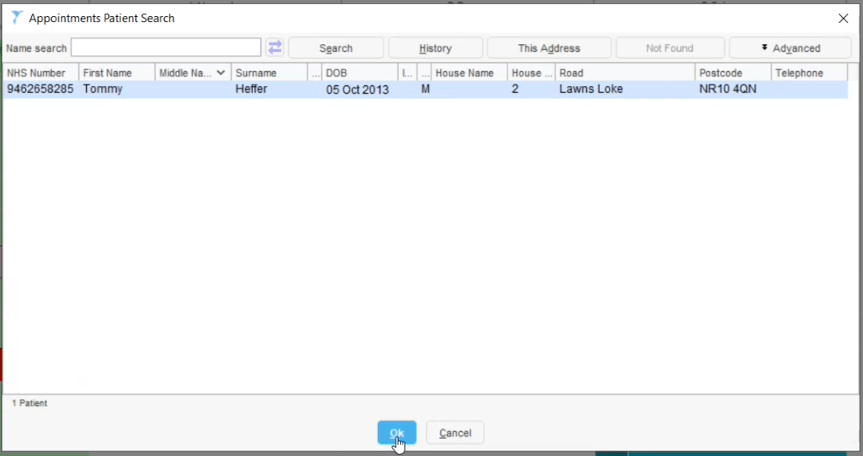 Appointments Patient Search
Name search Search History This Address Not Found Advanced
NHS Number First Name Middle Na... Surname ... DOB I... ... House Name House ... Road Postcode Telephone
9462658285 Tommy Heffer 05 Oct 2013 M 2 Lawns Loke NR10 4QN
1 Patient
Ok Cancel